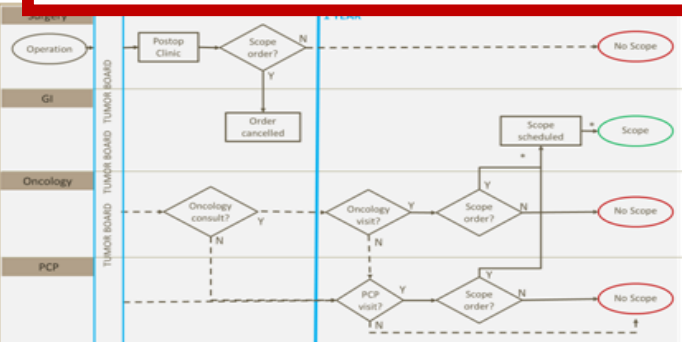 Surgery
1 YEAR
Operation
Postop
Clinic
Scope
order?
N
No Scope
Y
GI
TUMOR BOARD
Order
cancelled
Scope
scheduled
*
Scope
*
TUMOR BOARD
Oncology
Oncology
consult?
Y
N
Oncology
visit?
Y
N
Scope
order?
Y
N
No Scope
TUMOR BOARD
PCP
PCP
visit?
Y
N
Scope
order?
Y
N
No Scope